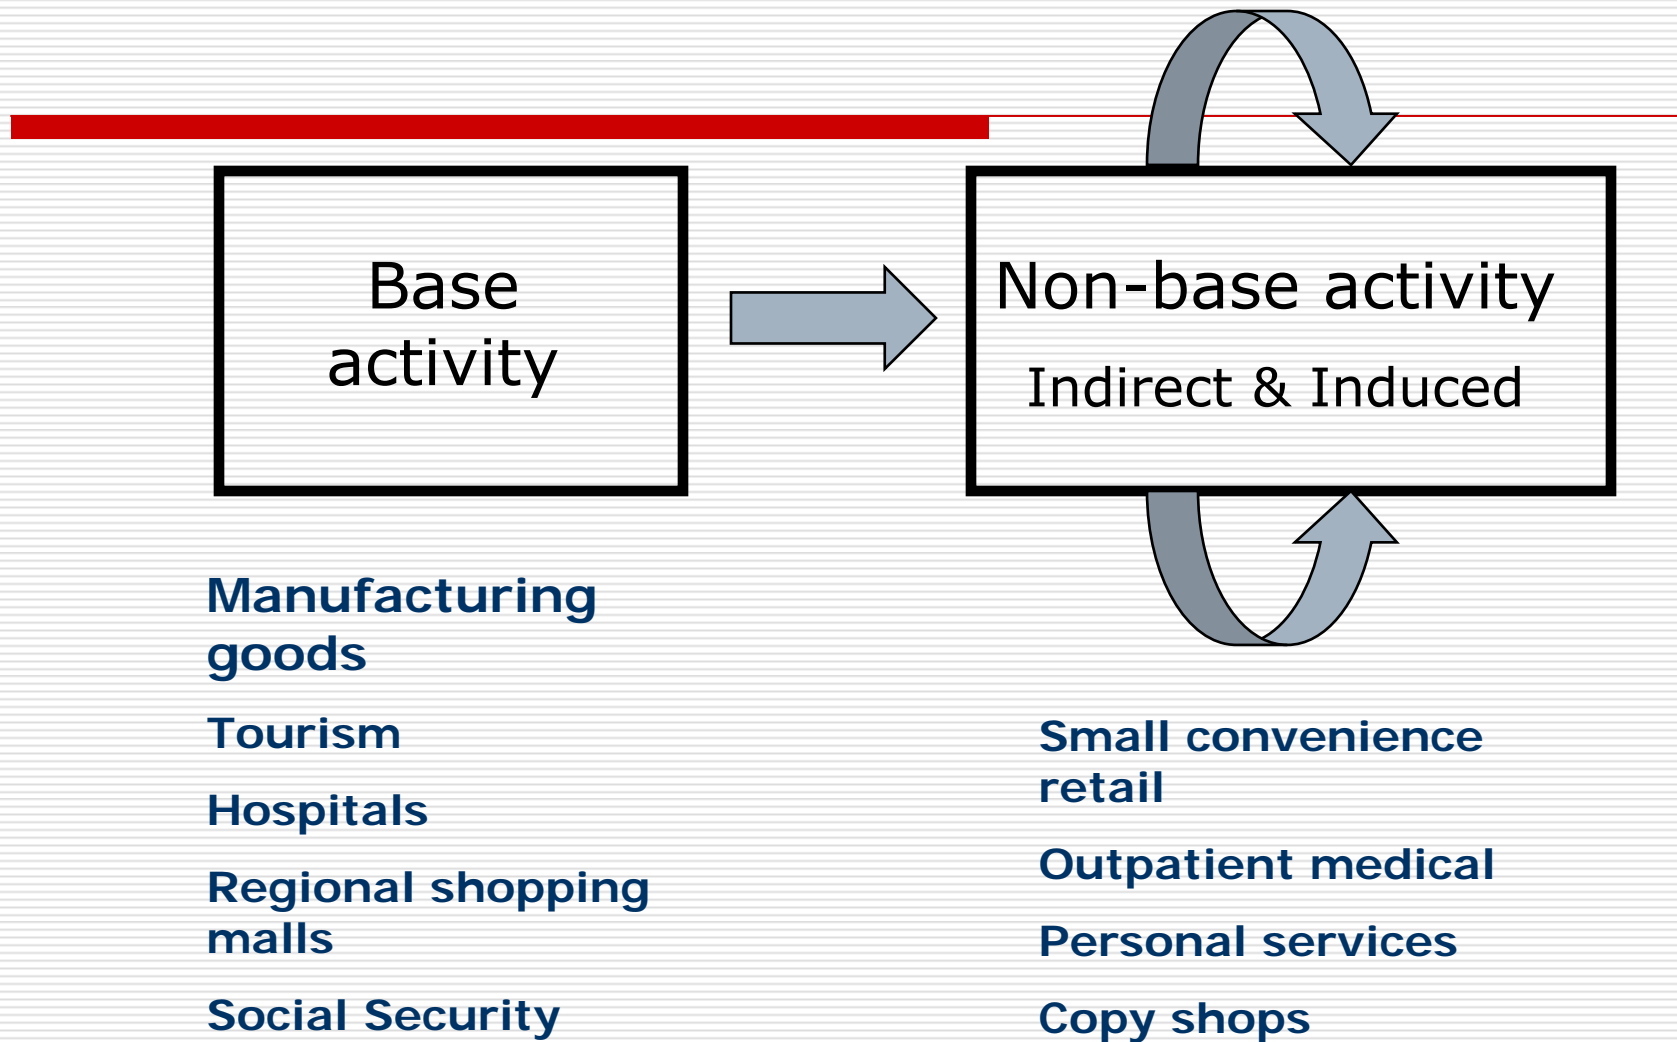 Base
activity
Non-base activity
Indirect & Induced
Manufacturing
goods
Tourism
Hospitals
Regional shopping
malls
Social Security
Small convenience
retail
Outpatient medical
Personal services
Copy shops